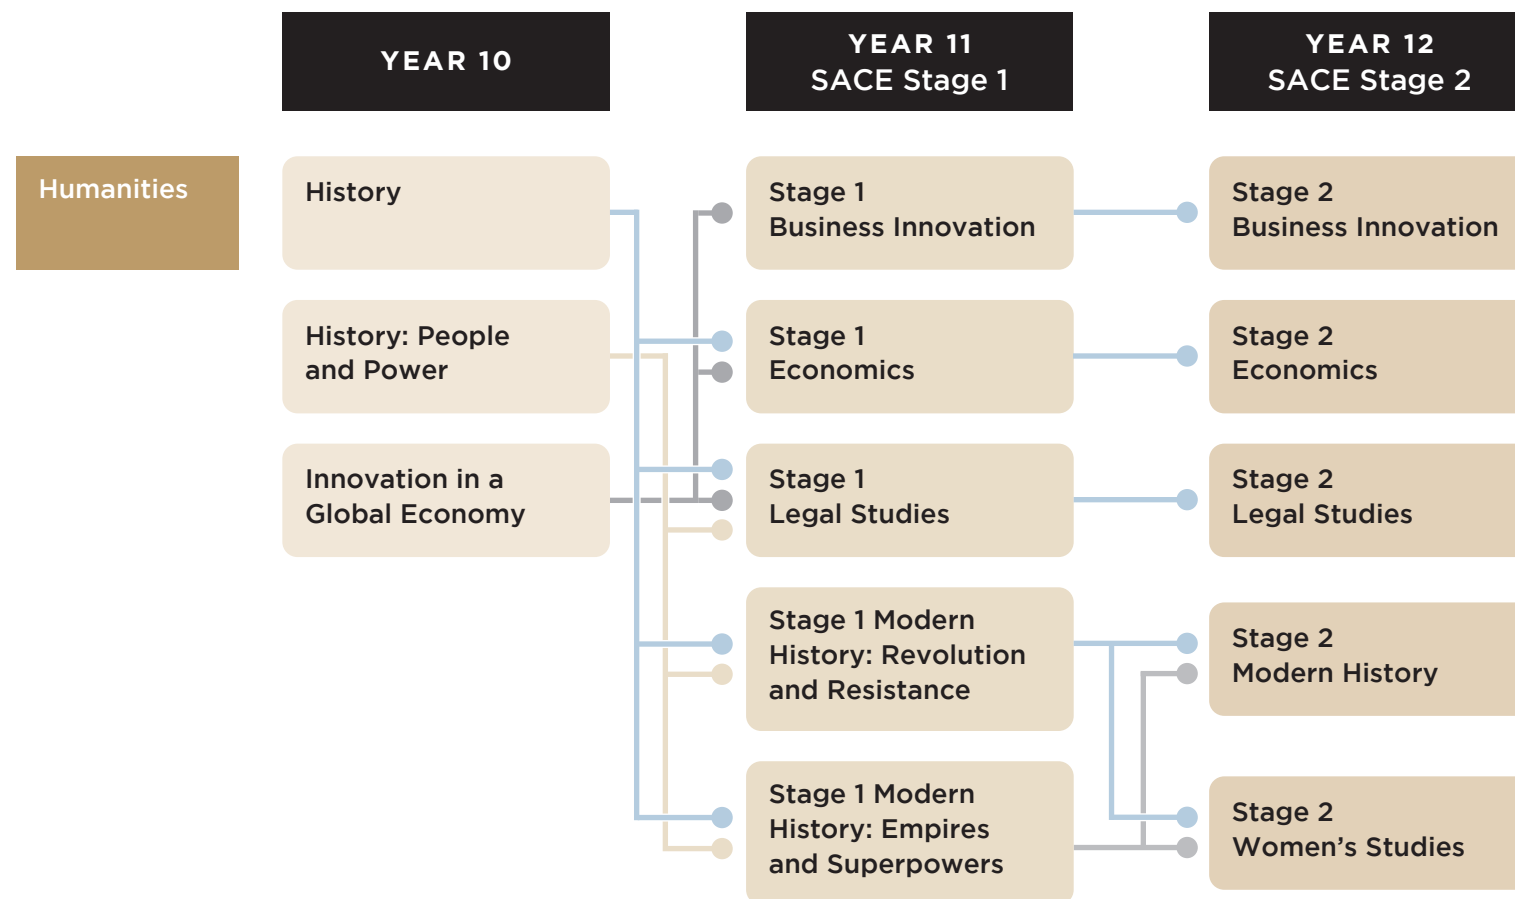 YEAR 10
YEAR 11
SACE Stage 1
YEAR 12
SACE Stage 2
Humanities
History
History: People
and Power
Innovation in a
Global Economy
Stage 1
Business Innovation
Stage 1
Economics
Stage 1
Legal Studies
Stage 1 Modern
History: Revolution
and Resistance
Stage 1 Modern
History: Empires
and Superpowers
Stage 2
Business Innovation
Stage 2
Economics
Stage 2
Legal Studies
Stage 2
Modern History
Stage 2
Women’s Studies